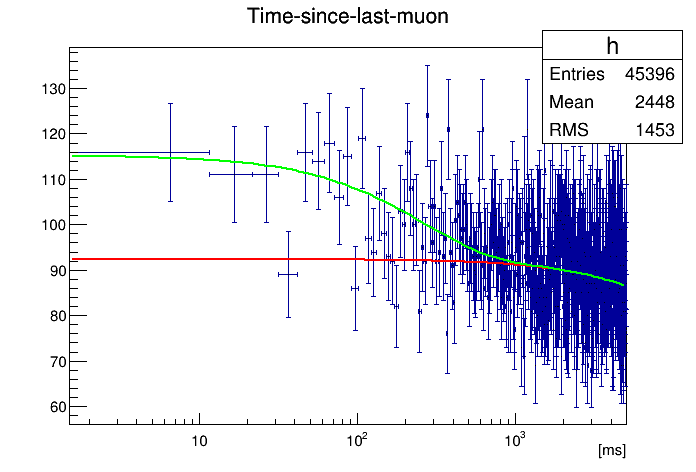 Time-since-last-muon
h
Entries 45396
Mean 2448
RMS 1453
130
120
110
100
90
80
70
60
10
10²
10³
[ms]